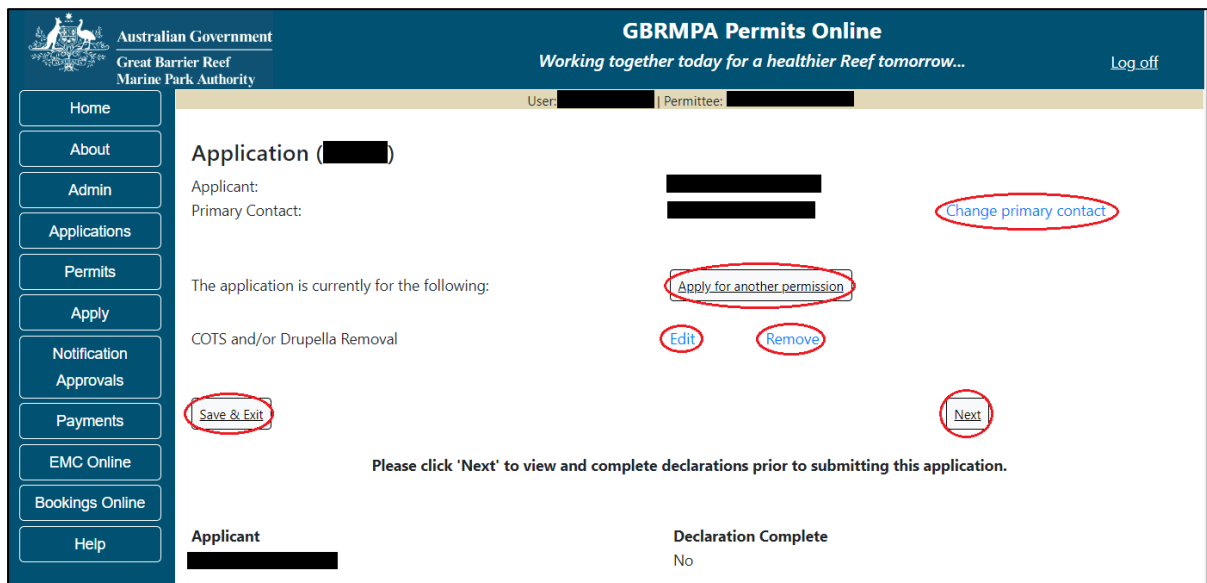 Australian Government
Great Barrier Reef
Marine Park Authority
GBRMPA Permits Online
Working together today for a healthier Reef tomorrow...
Log off
User: | Permittee:
Home
About
Admin
Applications
Permits
Apply
Notification
Approvals
Payments
EMC Online
Bookings Online
Help
Application ( )
Applicant:
Primary Contact: Change primary contact
The application is currently for the following: Apply for another permission
COTS and/or Drupella Removal Edit Remove
Save & Exit Next
Please click 'Next' to view and complete declarations prior to submitting this application.
Applicant Declaration Complete
No